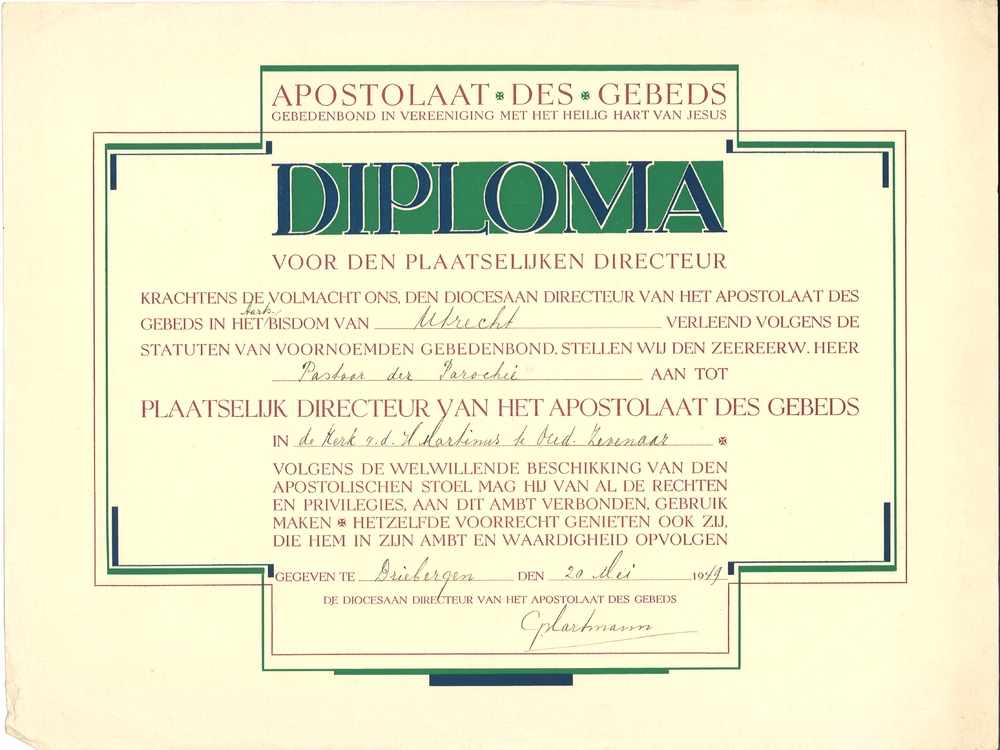 APOSTOLAAT ✠ DES ✠ GEBEDS
GEBEDENBOND IN VEREENIGING MET HET HEILIG HART VAN JESUS
DIPLOMA
VOOR DEN PLAATSELIJKEN DIRECTEUR
KRACHTENS DE VOLMACHT ONS, DEN DIOCESAAN DIRECTEUR VAN HET APOSTOLAAT DES
GEBEDS IN HET Aarts/BISDOM VAN Utrecht VERLEEND VOLGENS DE
STATUTEN VAN VOORNOEMDEN GEBEDENBOND, STELLEN WIJ DEN ZEEREERW. HEER
Pastoor der Parochie AAN TOT
PLAATSELIJK DIRECTEUR VAN HET APOSTOLAAT DES GEBEDS
IN de Kerk v.d. H Martinus te Oud. Zevenaar ✠
VOLGENS DE WELWILLENDE BESCHIKKING VAN DEN
APOSTOLISCHEN STOEL MAG HIJ VAN AL DE RECHTEN
EN PRIVILEGIES, AAN DIT AMBT VERBONDEN, GEBRUIK
MAKEN ✠ HETZELFDE VOORRECHT GENIETEN OOK ZIJ,
DIE HEM IN ZIJN AMBT EN WAARDIGHEID OPVOLGEN
GEGEVEN TE Driebergen DEN 20 Mei 1949
DE DIOCESAAN DIRECTEUR VAN HET APOSTOLAAT DES GEBEDS